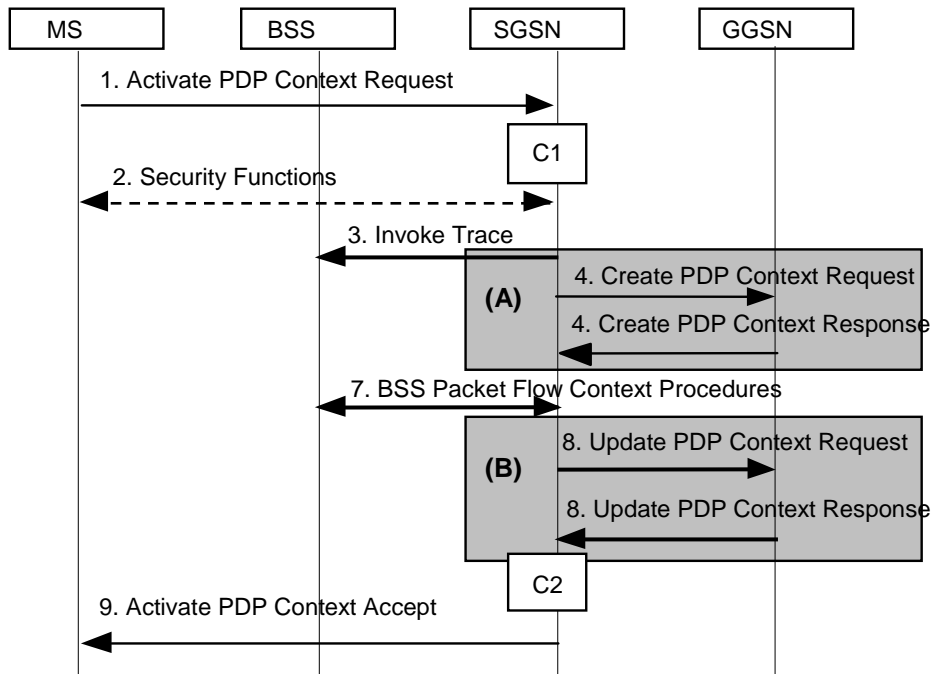 MS
BSS
SGSN
GGSN
1. Activate PDP Context Request
C1
2. Security Functions
3. Invoke Trace
(A)
4. Create PDP Context Request
4. Create PDP Context Response
7. BSS Packet Flow Context Procedures
(B)
8. Update PDP Context Request
8. Update PDP Context Response
C2
9. Activate PDP Context Accept